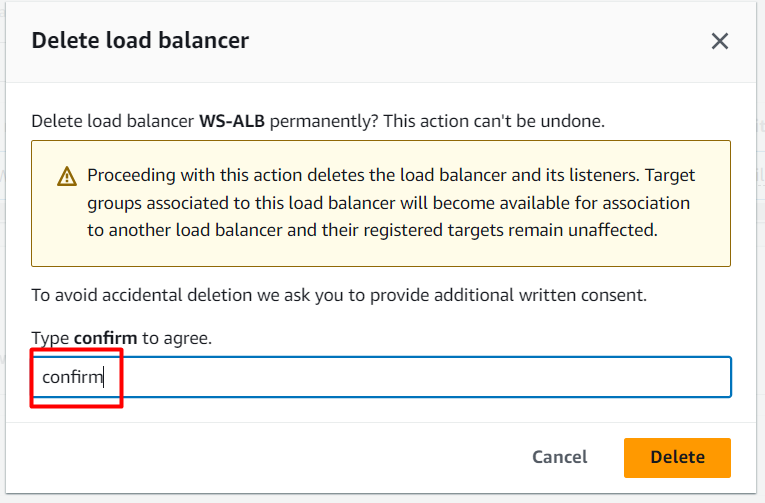 Delete load balancer
Delete load balancer WS-ALB permanently? This action can't be undone.
Proceeding with this action deletes the load balancer and its listeners. Target
groups associated to this load balancer will become available for association
to another load balancer and their registered targets remain unaffected.
To avoid accidental deletion we ask you to provide additional written consent.
Type confirm to agree.
confirm
Cancel
Delete